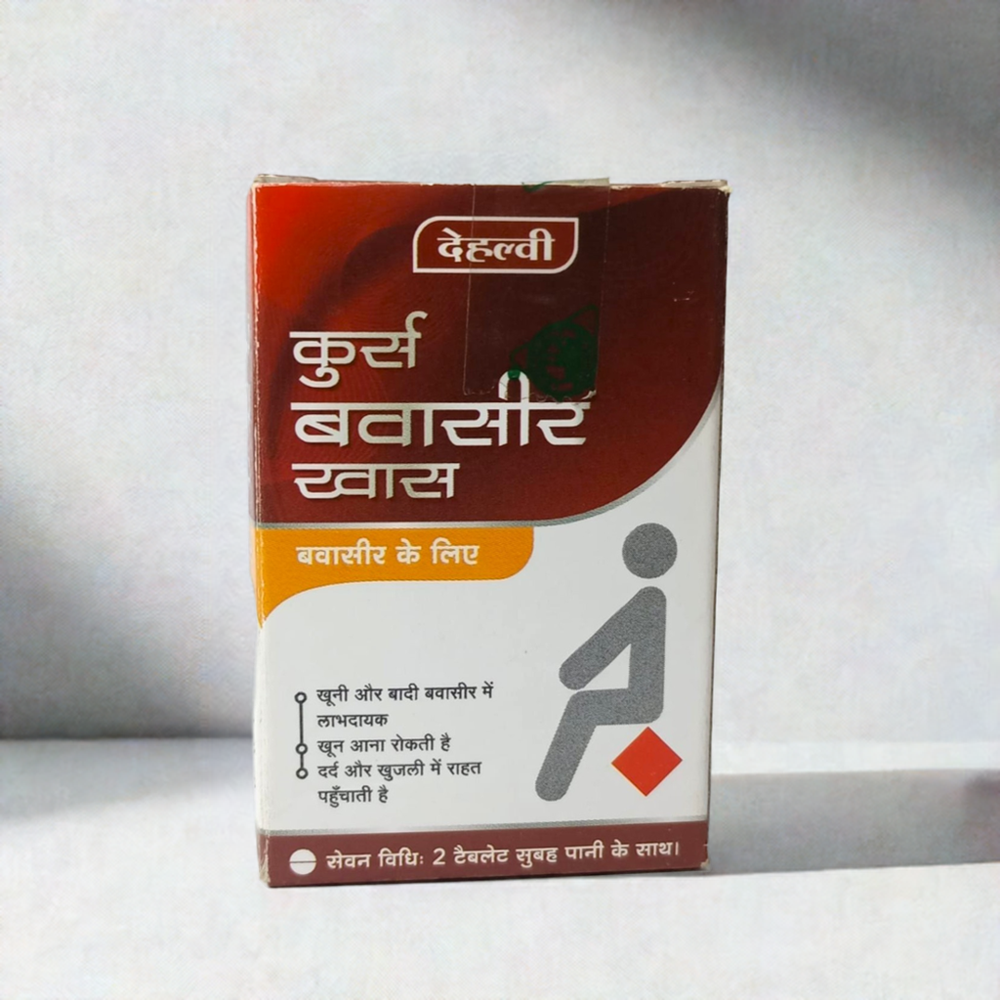 देहल्वी
कुर्स
बवासीर
ख्वास
बवासीर के लिए
खूनी और बादी बवासीर में
लाभदायक
खून आना रोकती है
दर्द और खुजली में राहत
पहुँचाती है
सेवन विधिः 2 टैबलेट सुबह पानी के साथ।